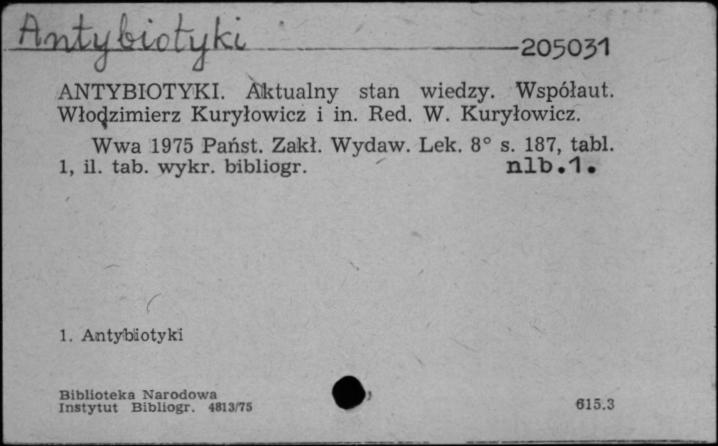 Antybiotyki
205031
ANTYBIOTYKI. Aktualny stan wiedzy. Współaut.
Włodzimierz Kuryłowicz i in. Red. W. Kuryłowicz.
Wwa 1975 Państ. Zakł. Wydaw. Lek. 8° s. 187, tabl.
1, il. tab. wykr. bibliogr. nlb.1.
1. Antybiotyki
Biblioteka Narodowa
Instytut Bibliogr. 4813/75
615.3